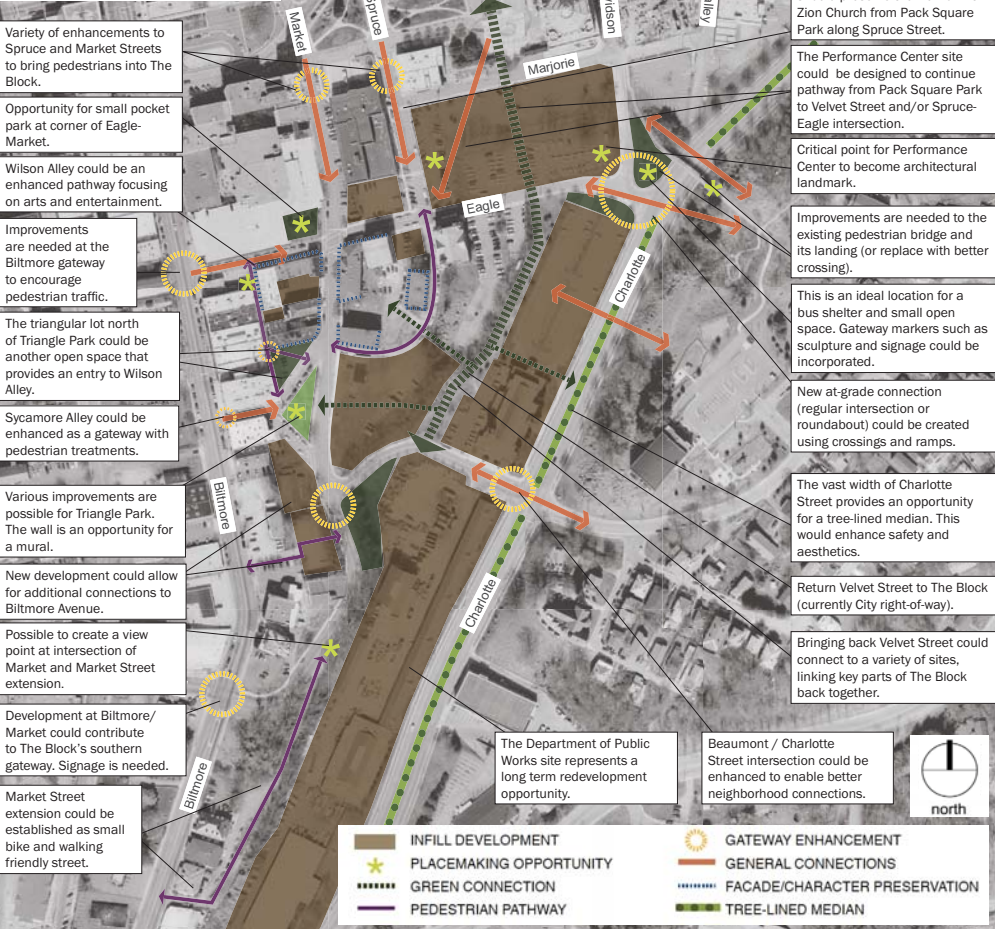 Variety of enhancements to
Spruce and Market Streets
to bring pedestrians into The
Block.
Opportunity for small pocket
park at corner of Eagle-
Market.
Wilson Alley could be an
enhanced pathway focusing
on arts and entertainment.
Improvements
are needed at the
Biltmore gateway
to encourage
pedestrian traffic.
The triangular lot north
of Triangle Park could be
another open space that
provides an entry to Wilson
Alley.
Sycamore Alley could be
enhanced as a gateway with
pedestrian treatments.
Various improvements are
possible for Triangle Park.
The wall is an opportunity for
a mural.
New development could allow
for additional connections to
Biltmore Avenue.
Possible to create a view
point at intersection of
Market and Market Street
extension.
Development at Biltmore/
Market could contribute
to The Block's southern
gateway. Signage is needed.
Market Street
extension could be
established as small
bike and walking
friendly street.
Market
Spruce
Marjorie
vidson
lley
Eagle
Charlotte
Biltmore
Charlotte
Biltmore
Zion Church from Pack Square
Park along Spruce Street.
The Performance Center site
could be designed to continue
pathway from Pack Square Park
to Velvet Street and/or Spruce-
Eagle intersection.
Critical point for Performance
Center to become architectural
landmark.
Improvements are needed to the
existing pedestrian bridge and
its landing (or replace with better
crossing).
This is an ideal location for a
bus shelter and small open
space. Gateway markers such as
sculpture and signage could be
incorporated.
New at-grade connection
(regular intersection or
roundabout) could be created
using crossings and ramps.
The vast width of Charlotte
Street provides an opportunity
for a tree-lined median. This
would enhance safety and
aesthetics.
Return Velvet Street to The Block
(currently City right-of-way).
Bringing back Velvet Street could
connect to a variety of sites,
linking key parts of The Block
back together.
The Department of Public
Works site represents a
long term redevelopment
opportunity.
Beaumont / Charlotte
Street intersection could be
enhanced to enable better
neighborhood connections.
north
INFILL DEVELOPMENT
PLACEMAKING OPPORTUNITY
GREEN CONNECTION
PEDESTRIAN PATHWAY
GATEWAY ENHANCEMENT
GENERAL CONNECTIONS
FACADE/CHARACTER PRESERVATION
TREE-LINED MEDIAN